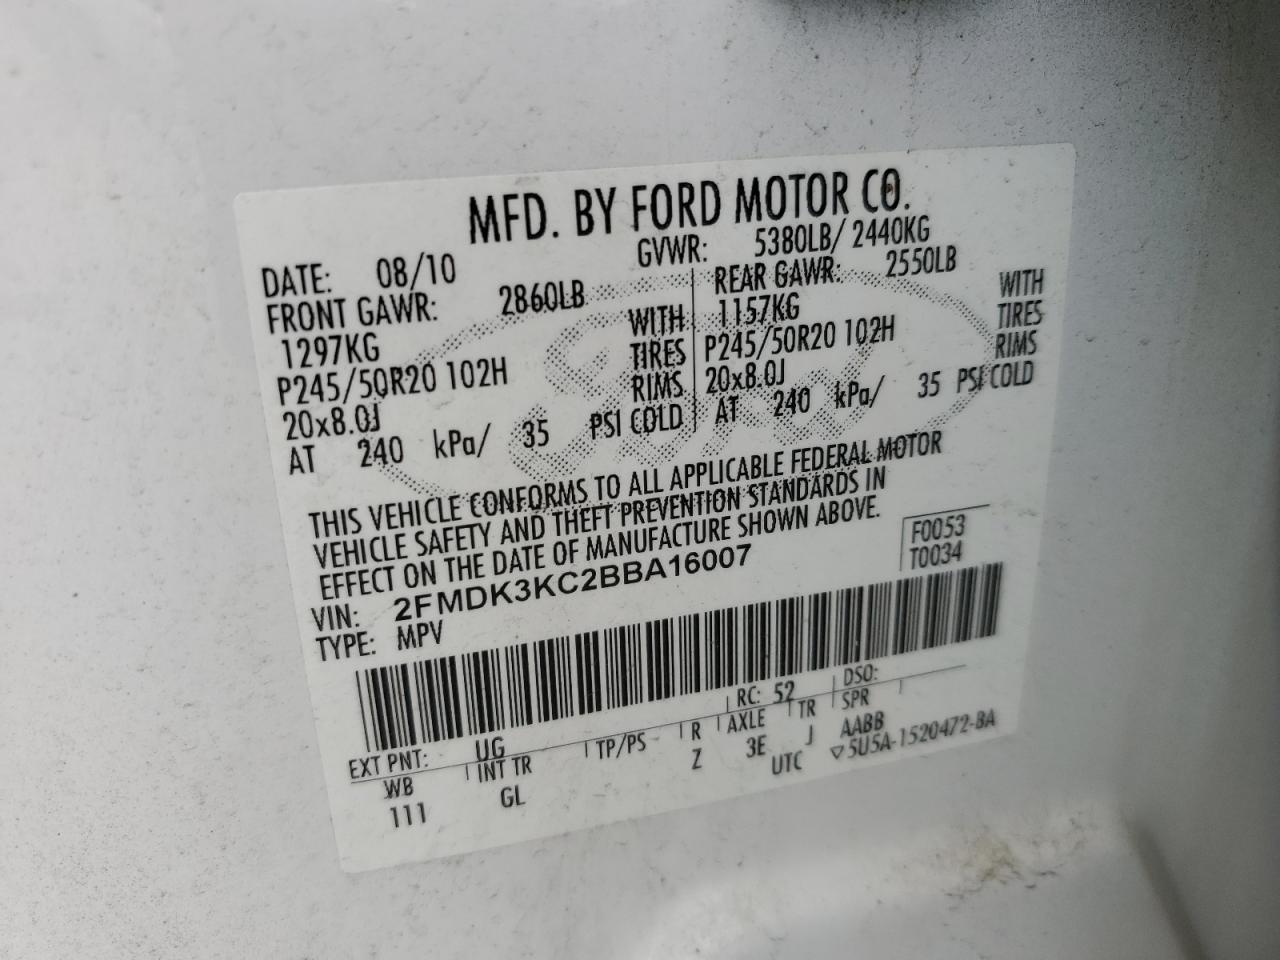 MFD. BY FORD MOTOR CO.
DATE: 08/10 GVWR: 5380LB/ 2440KG
FRONT GAWR: 2860LB REAR GAWR: 2550LB
1297KG WITH 1157KG WITH
P245/50R20 102H TIRES P245/50R20 102H TIRES
20x8.0J RIMS 20x8.0J RIMS
AT 240 kPa/ 35 PSI COLD AT 240 kPa/ 35 PSI COLD
THIS VEHICLE CONFORMS TO ALL APPLICABLE FEDERAL MOTOR
VEHICLE SAFETY AND THEFT PREVENTION STANDARDS IN
EFFECT ON THE DATE OF MANUFACTURE SHOWN ABOVE.
F0053
VIN: 2FMDK3KC2BBA16007 T0034
TYPE: MPV
EXT PNT: UG RC: 52 DSO:
WB INT TR TP/PS R AXLE TR SPR
111 GL Z 3E J AABB
UTC ▽5U5A-1520472-BA